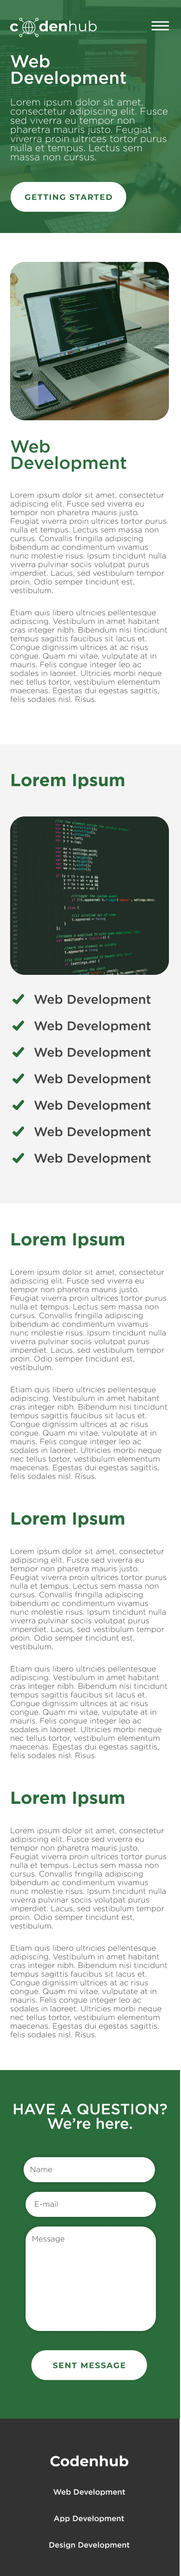 codenhub
Web
Development
Lorem ipsum dolor sit amet,
consectetur adipiscing elit. Fusce
sed viverra eu tempor non
pharetra mauris justo. Feugiat
viverra proin ultrices tortor purus
nulla et tempus. Lectus sem
massa non cursus.
GETTING STARTED
Web
Development
Lorem ipsum dolor sit amet, consectetur
adipiscing elit. Fusce sed viverra eu
tempor non pharetra mauris justo.
Feugiat viverra proin ultrices tortor purus
nulla et tempus. Lectus sem massa non
cursus. Convallis fringilla adipiscing
bibendum ac condimentum vivamus
nunc molestie risus. Ipsum tincidunt nulla
viverra pulvinar sociis volutpat purus
imperdiet. Lacus, sed vestibulum tempor
proin. Odio semper tincidunt est,
vestibulum.
Etiam quis libero ultricies pellentesque
adipiscing. Vestibulum in amet habitant
cras integer nibh. Bibendum nisi tincidunt
tempus sagittis faucibus sit lacus et.
Congue dignissim ultrices at ac risus
congue. Quam mi vitae, vulputate at in
mauris. Felis congue integer leo ac
sodales in laoreet. Ultricies morbi neque
nec tellus tortor, vestibulum elementum
maecenas. Egestas dui egestas sagittis,
felis sodales nisl. Risus.
Lorem Ipsum
Web Development
Web Development
Web Development
Web Development
Web Development
Web Development
Web Development
Lorem Ipsum
Lorem ipsum dolor sit amet, consectetur
adipiscing elit. Fusce sed viverra eu
tempor non pharetra mauris justo.
Feugiat viverra proin ultrices tortor purus
nulla et tempus. Lectus sem massa non
cursus. Convallis fringilla adipiscing
bibendum ac condimentum vivamus
nunc molestie risus. Ipsum tincidunt nulla
viverra pulvinar sociis volutpat purus
imperdiet. Lacus, sed vestibulum tempor
proin. Odio semper tincidunt est,
vestibulum.
Etiam quis libero ultricies pellentesque
adipiscing. Vestibulum in amet habitant
cras integer nibh. Bibendum nisi tincidunt
tempus sagittis faucibus sit lacus et.
Congue dignissim ultrices at ac risus
congue. Quam mi vitae, vulputate at in
mauris. Felis congue integer leo ac
sodales in laoreet. Ultricies morbi neque
nec tellus tortor, vestibulum elementum
maecenas. Egestas dui egestas sagittis,
felis sodales nisl. Risus.
Lorem Ipsum
Lorem ipsum dolor sit amet, consectetur
adipiscing elit. Fusce sed viverra eu
tempor non pharetra mauris justo.
Feugiat viverra proin ultrices tortor purus
nulla et tempus. Lectus sem massa non
cursus. Convallis fringilla adipiscing
bibendum ac condimentum vivamus
nunc molestie risus. Ipsum tincidunt nulla
viverra pulvinar sociis volutpat purus
imperdiet. Lacus, sed vestibulum tempor
proin. Odio semper tincidunt est,
vestibulum.
Etiam quis libero ultricies pellentesque
adipiscing. Vestibulum in amet habitant
cras integer nibh. Bibendum nisi tincidunt
tempus sagittis faucibus sit lacus et.
Congue dignissim ultrices at ac risus
congue. Quam mi vitae, vulputate at in
mauris. Felis congue integer leo ac
sodales in laoreet. Ultricies morbi neque
nec tellus tortor, vestibulum elementum
maecenas. Egestas dui egestas sagittis,
felis sodales nisl. Risus.
Lorem Ipsum
Lorem ipsum dolor sit amet, consectetur
adipiscing elit. Fusce sed viverra eu
tempor non pharetra mauris justo.
Feugiat viverra proin ultrices tortor purus
nulla et tempus. Lectus sem massa non
cursus. Convallis fringilla adipiscing
bibendum ac condimentum vivamus
nunc molestie risus. Ipsum tincidunt nulla
viverra pulvinar sociis volutpat purus
imperdiet. Lacus, sed vestibulum tempor
proin. Odio semper tincidunt est,
vestibulum.
Etiam quis libero ultricies pellentesque
adipiscing. Vestibulum in amet habitant
cras integer nibh. Bibendum nisi tincidunt
tempus sagittis faucibus sit lacus et.
Congue dignissim ultrices at ac risus
congue. Quam mi vitae, vulputate at in
mauris. Felis congue integer leo ac
sodales in laoreet. Ultricies morbi neque
nec tellus tortor, vestibulum elementum
maecenas. Egestas dui egestas sagittis,
felis sodales nisl. Risus.
HAVE A QUESTION?
We're here.
Name
E-mail
Message
SENT MESSAGE
Codenhub
Web Development
App Development
Design Development